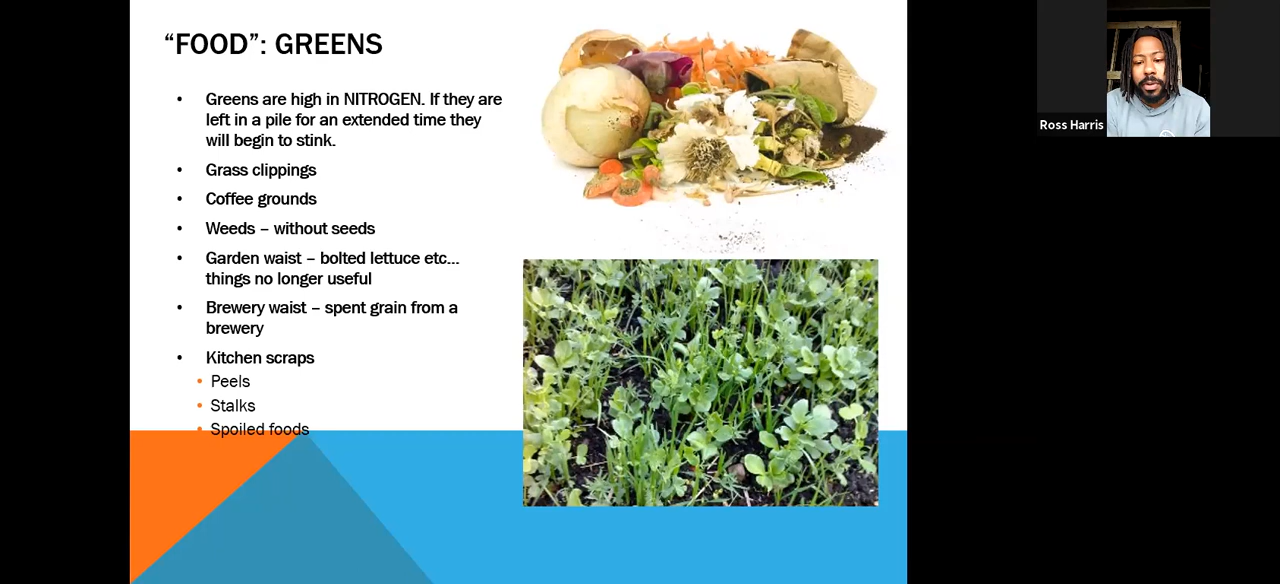 “FOOD”: GREENS
• Greens are high in NITROGEN. If they are
left in a pile for an extended time they
will begin to stink.
• Grass clippings
• Coffee grounds
• Weeds – without seeds
• Garden waist – bolted lettuce etc…
things no longer useful
• Brewery waist – spent grain from a
brewery
• Kitchen scraps
• Peels
• Stalks
• Spoiled foods
Ross Harris